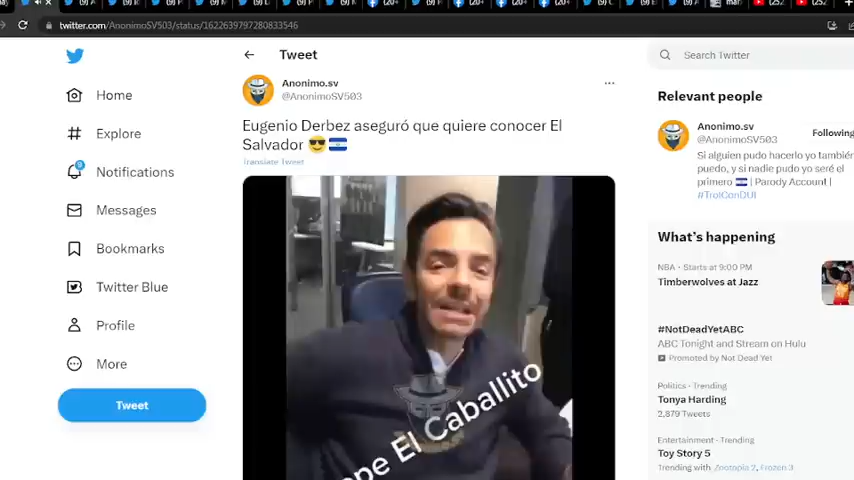 twitter.com/AnonimoSV503/status/1622639797280833546
Tweet
Search Twitter
Anonimo.sv
@AnonimoSV503
Home
Explore
Notifications
Messages
Bookmarks
Twitter Blue
Profile
More
Tweet
Eugenio Derbez aseguró que quiere conocer El
Salvador 😎🇸🇻
Translate Tweet
El Caballito
Relevant people
Anonimo.sv
@AnonimoSV503
Following
Si alguien pudo hacerlo yo también
puedo, y si nadie pudo yo seré el
primero 🇸🇻 | Parody Account |
#TrolConDUI
What's happening
NBA · Starts at 9:00 PM
Timberwolves at Jazz
#NotDeadYetABC
ABC Tonight and Stream on Hulu
Promoted by Not Dead Yet
Politics · Trending
Tonya Harding
2,879 Tweets
Entertainment · Trending
Toy Story 5
Trending with Zootopia 2, Frozen 3